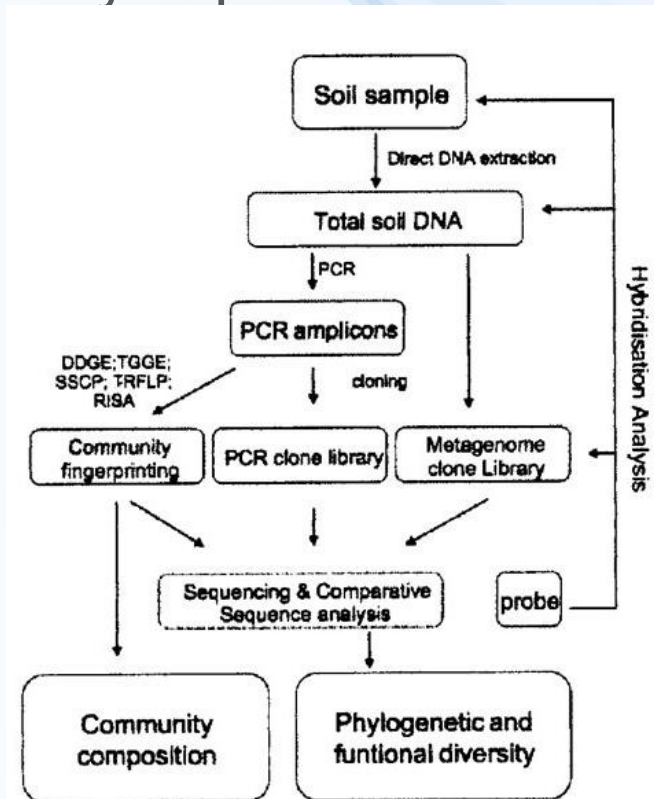 Soil sample
Direct DNA extraction
Total soil DNA
PCR
PCR amplicons
DDGE;TGGE;
SSCP; TRFLP;
RISA
cloning
Community
fingerprinting
PCR clone library
Metagenome
clone Library
Hybridisation Analysis
Sequencing & Comparative
Sequence analysis
probe
Community
composition
Phylogenetic and
funtional diversity